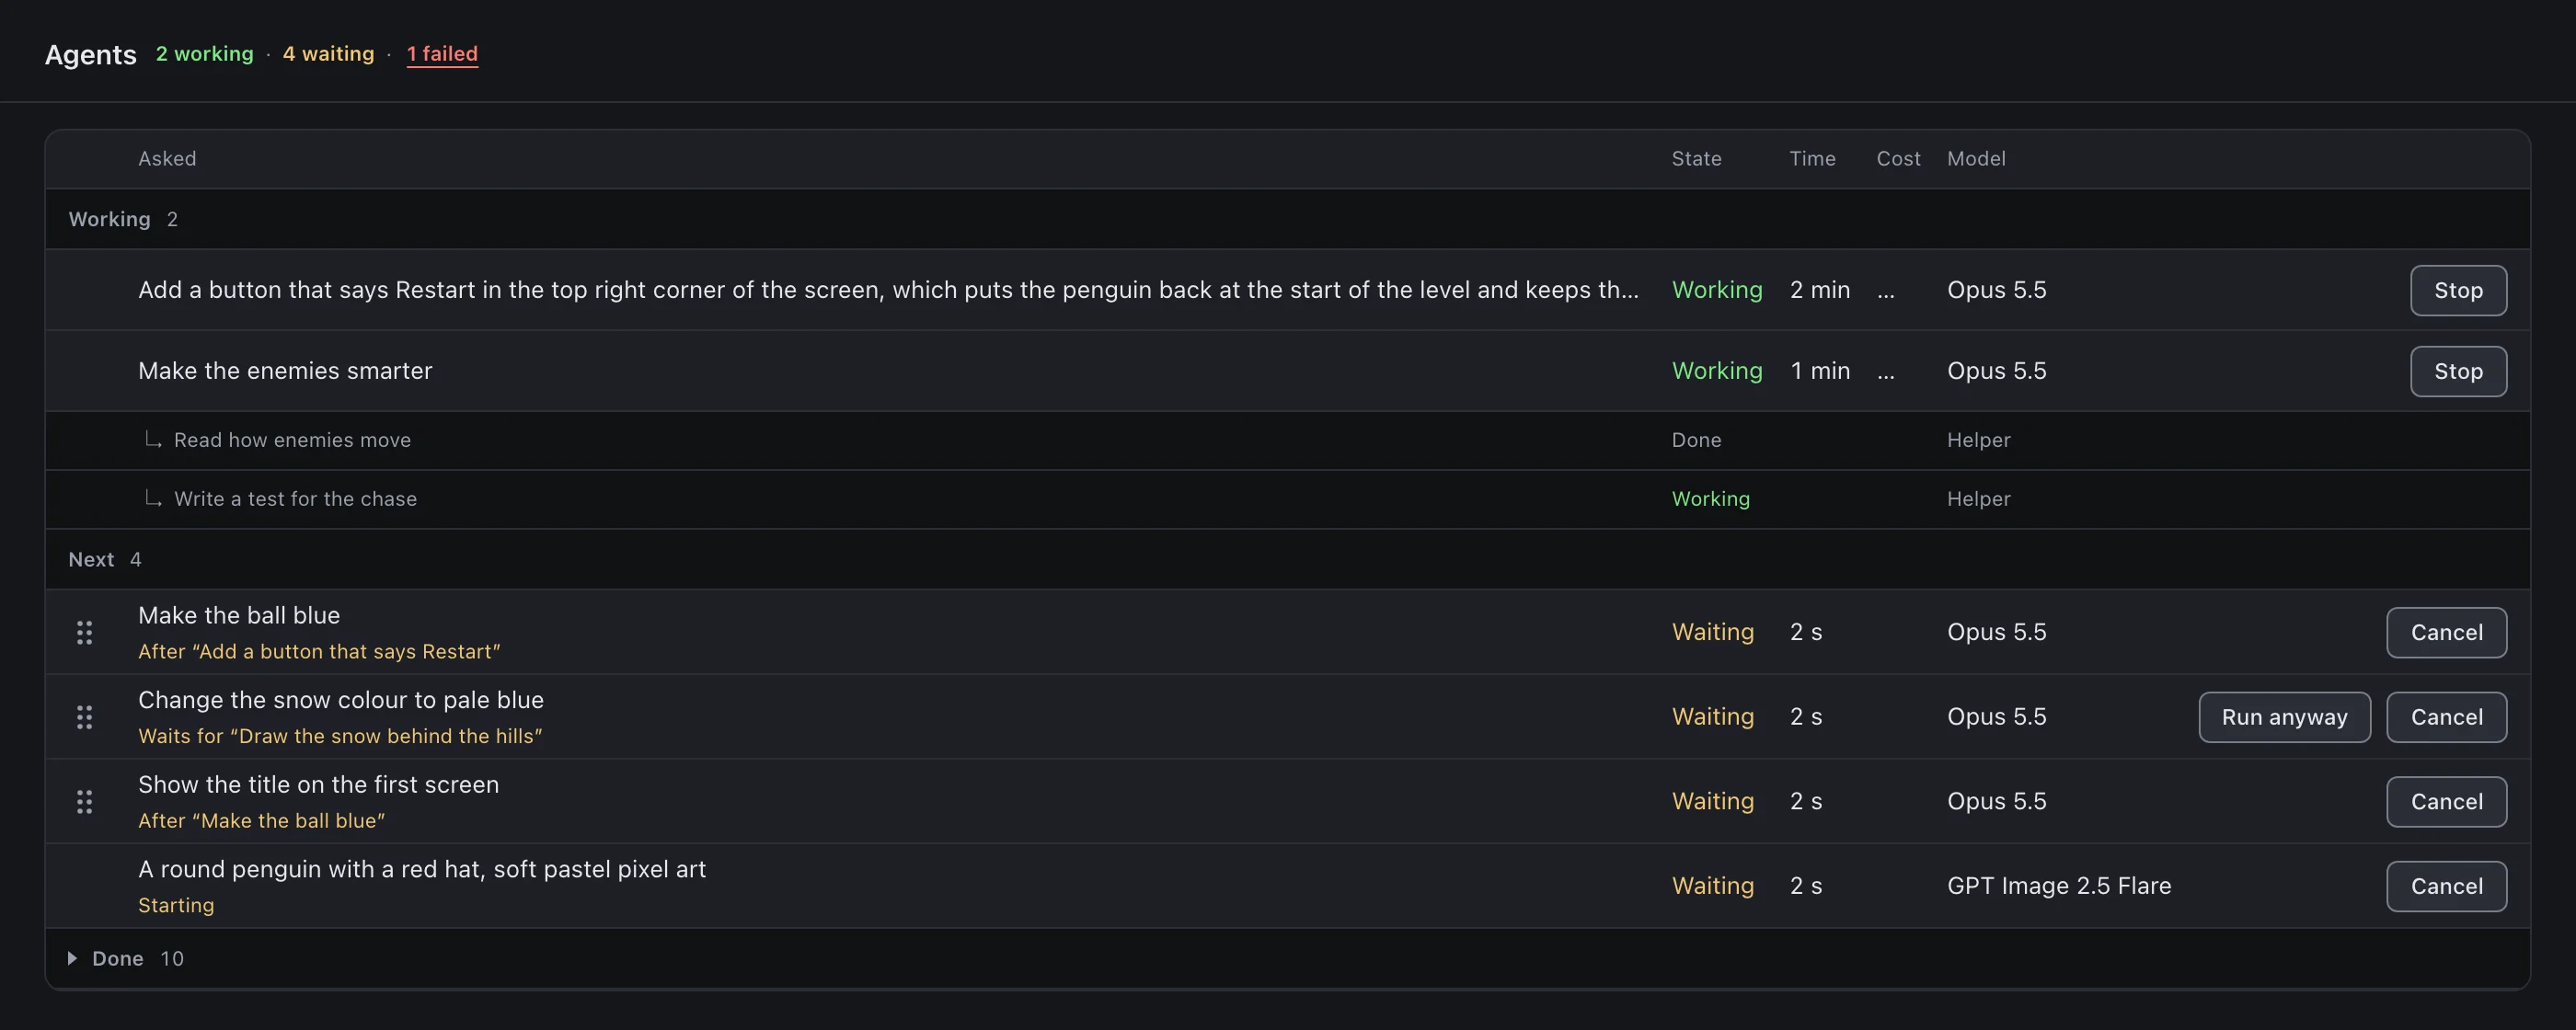 Agents 2 working · 4 waiting · 1 failed
Asked State Time Cost Model
Working 2
Add a button that says Restart in the top right corner of the screen, which puts the penguin back at the start of the level and keeps th... Working 2 min ... Opus 5.5 Stop
Make the enemies smarter Working 1 min ... Opus 5.5 Stop
Read how enemies move Done Helper
Write a test for the chase Working Helper
Next 4
Make the ball blue
After “Add a button that says Restart” Waiting 2 s Opus 5.5 Cancel
Change the snow colour to pale blue
Waits for “Draw the snow behind the hills” Waiting 2 s Opus 5.5 Run anyway Cancel
Show the title on the first screen
After “Make the ball blue” Waiting 2 s Opus 5.5 Cancel
A round penguin with a red hat, soft pastel pixel art
Starting Waiting 2 s GPT Image 2.5 Flare Cancel
Done 10